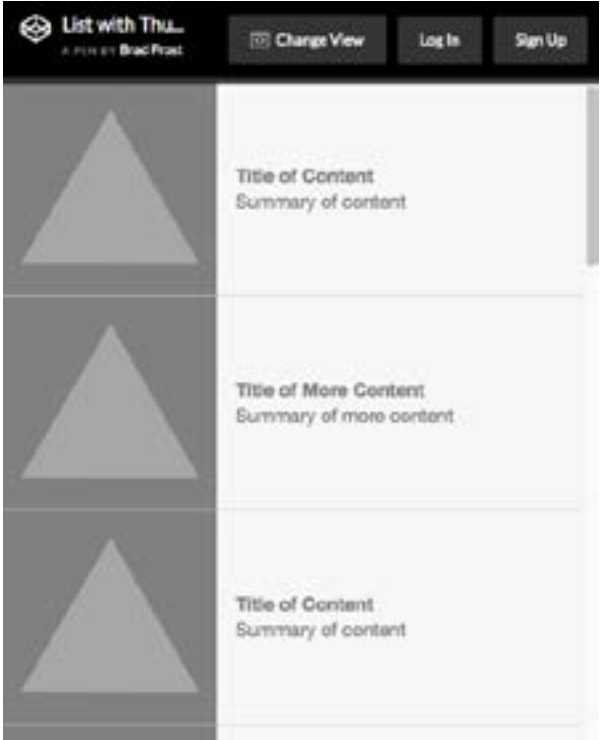 List with Thu...
A PEN BY Brad Frost
Change View
Log In
Sign Up
Title of Content
Summary of content
Title of More Content
Summary of more content
Title of Content
Summary of content